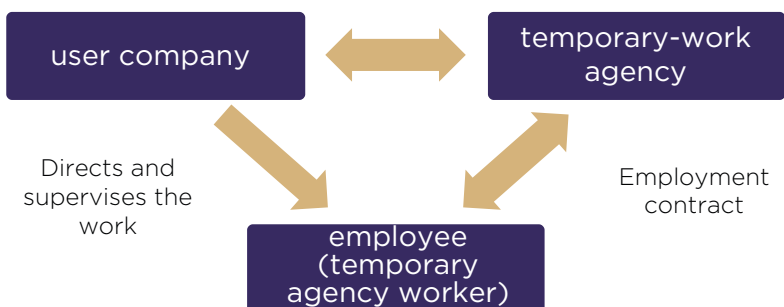 user company
temporary-work
agency
Directs and
supervises the
work
Employment
contract
employee
(temporary
agency worker)